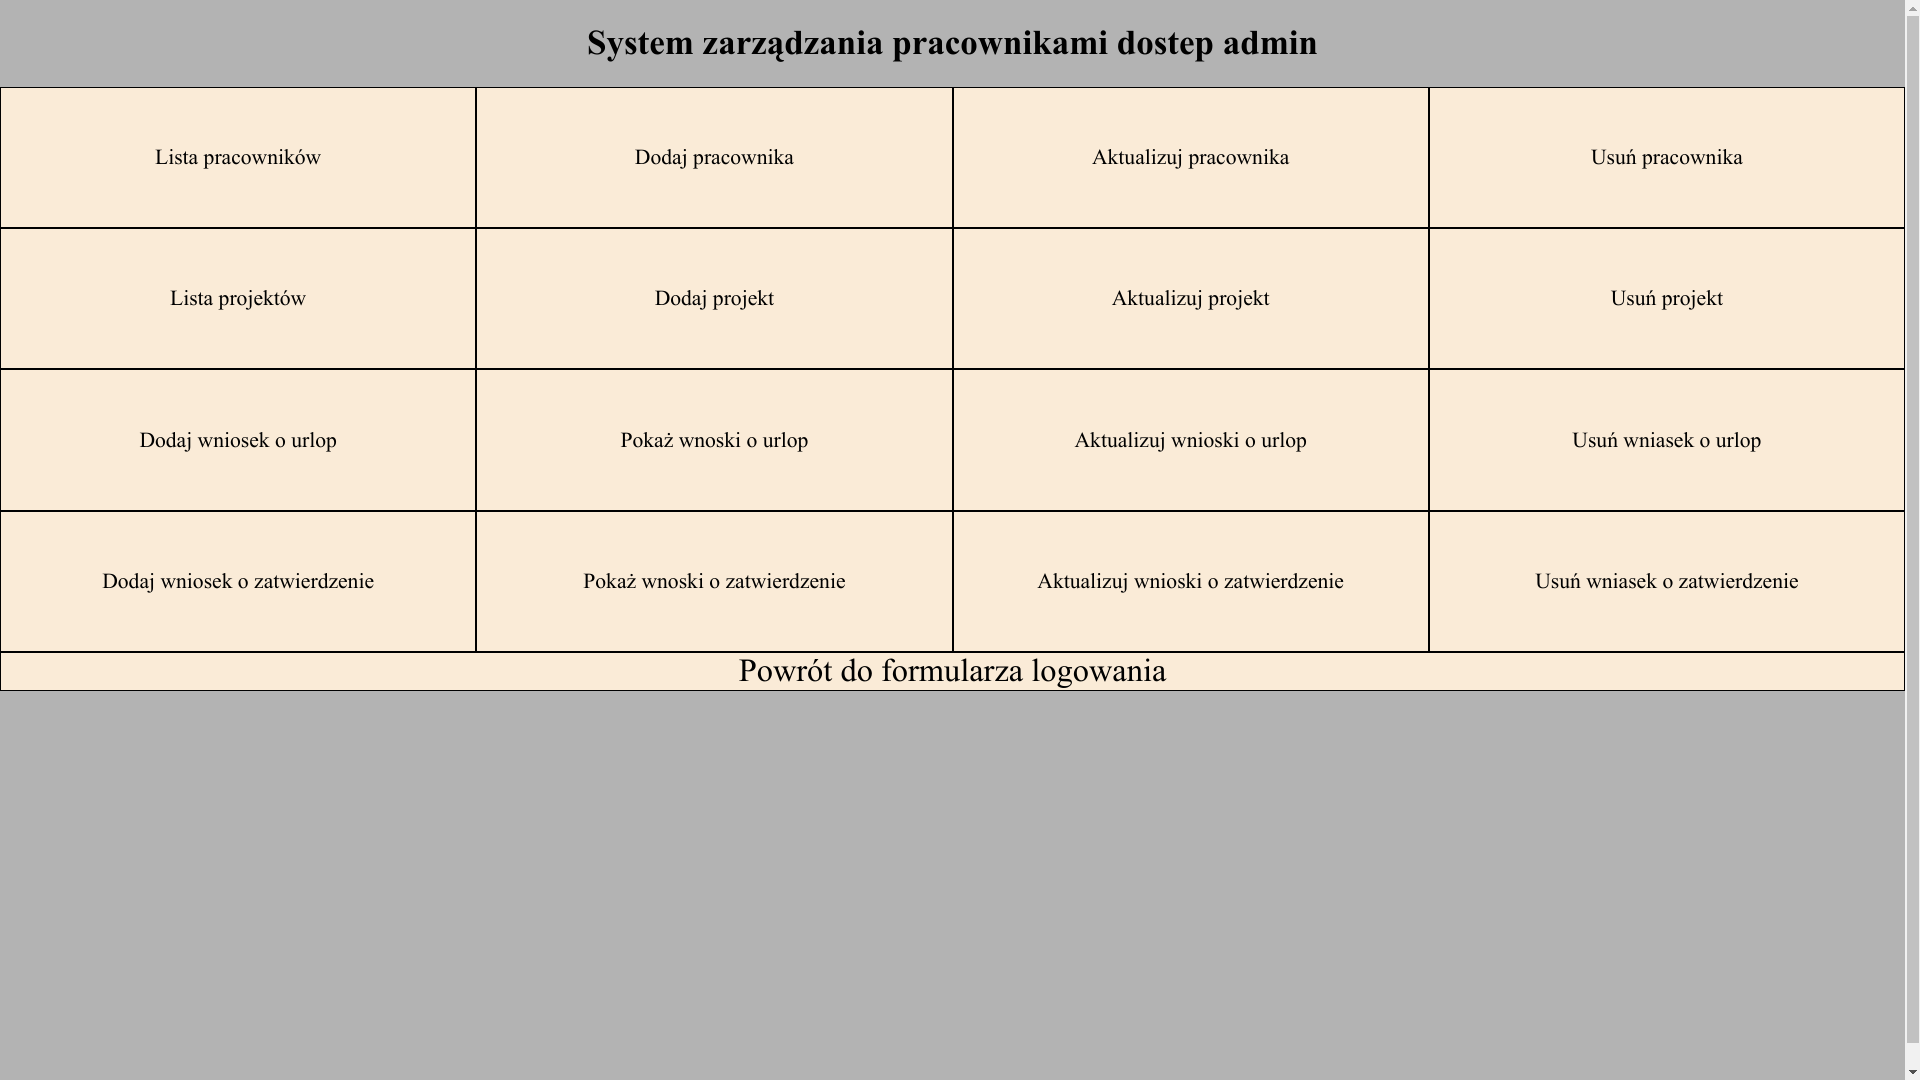 System zarządzania pracownikami dostep admin
Lista pracowników
Dodaj pracownika
Aktualizuj pracownika
Usuń pracownika
Lista projektów
Dodaj projekt
Aktualizuj projekt
Usuń projekt
Dodaj wniosek o urlop
Pokaż wnoski o urlop
Aktualizuj wnioski o urlop
Usuń wniasek o urlop
Dodaj wniosek o zatwierdzenie
Pokaż wnoski o zatwierdzenie
Aktualizuj wnioski o zatwierdzenie
Usuń wniasek o zatwierdzenie
Powrót do formularza logowania